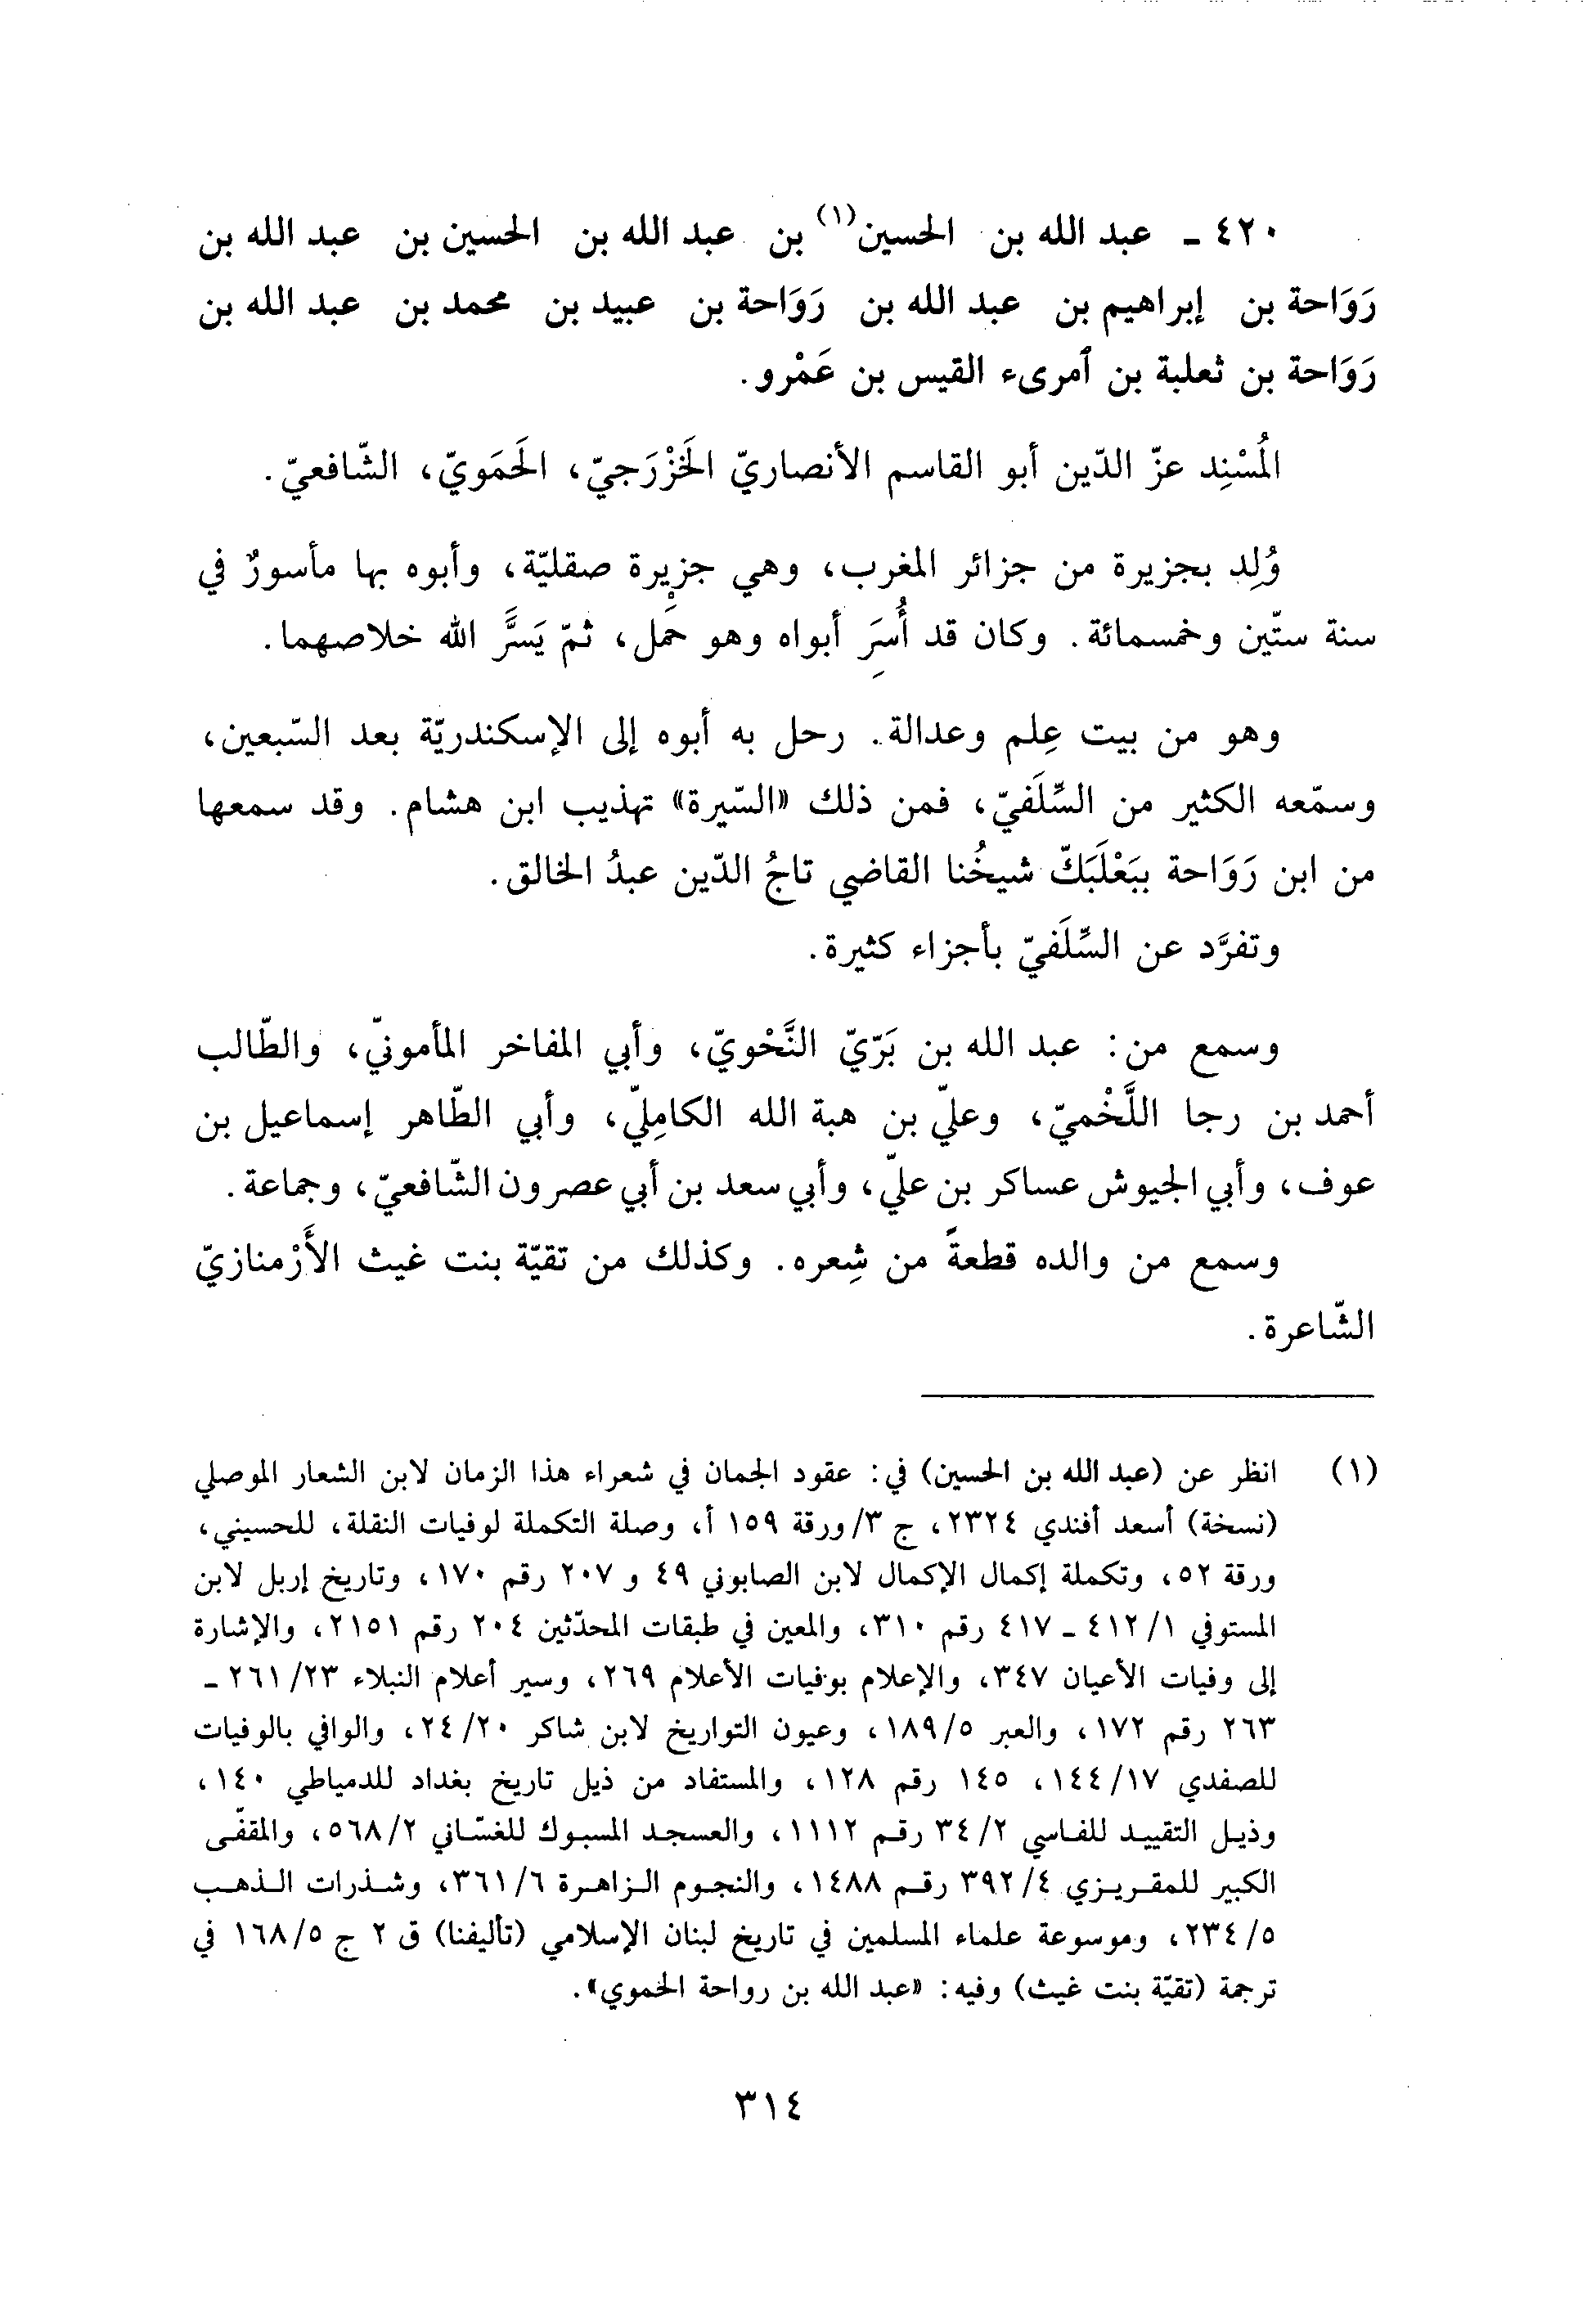 ٤٢٠ ـ عبد الله بن الحسين(١) بن عبد الله بن الحسين بن عبد الله بن
رَوَاحة بن إبراهيم بن عبد الله بن رَوَاحة بن عبيد بن محمد بن عبد الله بن
رَوَاحة بن ثعلبة بن ٱمرىء القيس بن عَمْرو.
المُسْنِد عزّ الدّين أبو القاسم الأنصاريّ الخَزْرَجيّ، الحَمَويّ، الشّافعيّ.
وُلِد بجزيرة من جزائر المغرب، وهي جزيرة صقليّة، وأبوه بها مأسورٌ في
سنة ستّين وخمسمائة. وكان قد أُسِرَ أبواه وهو حَمْل، ثمّ يَسرَّ الله خلاصهما.
وهو من بيت عِلم وعدالة. رحل به أبوه إلى الإسكندريّة بعد السّبعين،
وسمّعه الكثير من السِّلَفيّ، فمن ذلك «السّيرة» تهذيب ابن هشام. وقد سمعها
من ابن رَوَاحة ببَعْلَبَكّ شيخُنا القاضي تاجُ الدّين عبدُ الخالق.
وتفرَّد عن السِّلَفيّ بأجزاء كثيرة.
وسمع من: عبد الله بن بَرّيّ النَّحْويّ، وأبي المفاخر المأمونيّ، والطّالب
أحمد بن رجا اللَّخْميّ، وعليّ بن هبة الله الكامِليّ، وأبي الطّاهر إسماعيل بن
عوف، وأبي الجيوش عساكر بن عليّ، وأبي سعد بن أبي عصرون الشّافعيّ، وجماعة.
وسمع من والده قطعةً من شِعره. وكذلك من تقيّة بنت غيث الأَرْمنازيّ
الشّاعرة.
(١) انظر عن (عبد الله بن الحسين) في: عقود الجمان في شعراء هذا الزمان لابن الشعار الموصلي
(نسخة) أسعد أفندي ٢٣٢٤، ج ٣/ورقة ١٥٩ أ، وصلة التكملة لوفيات النقلة، للحسيني،
ورقة ٥٢، وتكملة إكمال الإكمال لابن الصابوني ٤٩ و ٢٠٧ رقم ١٧٠، وتاريخ إربل لابن
المستوفي ١/ ٤١٢ ـ ٤١٧ رقم ٣١٠، والمعين في طبقات المحدّثين ٢٠٤ رقم ٢١٥١، والإشارة
إلى وفيات الأعيان ٣٤٧، والإعلام بوفيات الأعلام ٢٦٩، وسير أعلام النبلاء ٢٣/ ٢٦١ ـ
٢٦٣ رقم ١٧٢، والعبر ٥/ ١٨٩، وعيون التواريخ لابن شاكر ٢٠/ ٢٤، والوافي بالوفيات
للصفدي ١٧/ ١٤٤، ١٤٥ رقم ١٢٨، والمستفاد من ذيل تاريخ بغداد للدمياطي ١٤٠،
وذيل التقييد للفاسي ٢/ ٣٤ رقم ١١١٢، والعسجد المسبوك للغسّاني ٢/ ٥٦٨، والمقفّى
الكبير للمقريزي ٤/ ٣٩٢ رقم ١٤٨٨، والنجوم الزاهرة ٦/ ٣٦١، وشذرات الذهب
٥/ ٢٣٤، وموسوعة علماء المسلمين في تاريخ لبنان الإسلامي (تأليفنا) ق ٢ ج ٥/ ١٦٨ في
ترجمة (تقيّة بنت غيث) وفيه: «عبد الله بن رواحة الخموي».
٣١٤